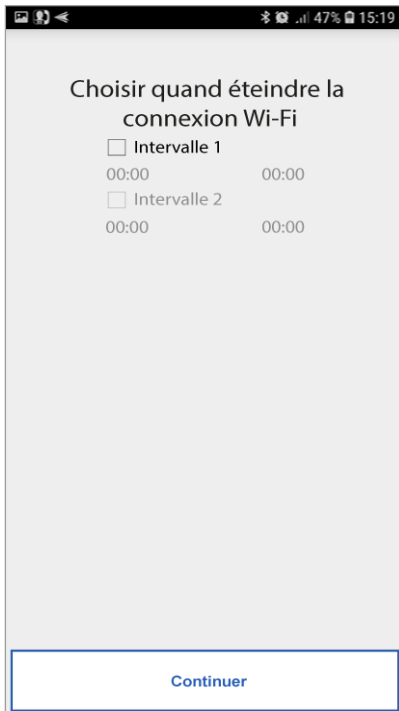 47% 15:19
Choisir quand éteindre la
connexion Wi-Fi
Intervalle 1
00:00 00:00
Intervalle 2
00:00 00:00
Continuer